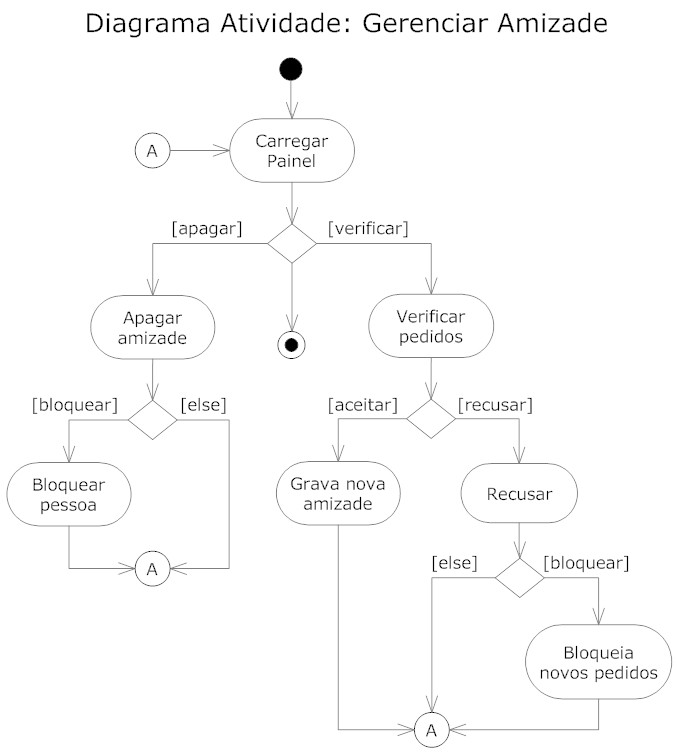 Diagrama Atividade: Gerenciar Amizade
A
Carregar
Painel
[apagar]
[verificar]
Apagar
amizade
Verificar
pedidos
[bloquear]
[else]
[aceitar]
[recusar]
Bloquear
pessoa
Grava nova
amizade
Recusar
A
[else]
[bloquear]
Bloqueia
novos pedidos
A